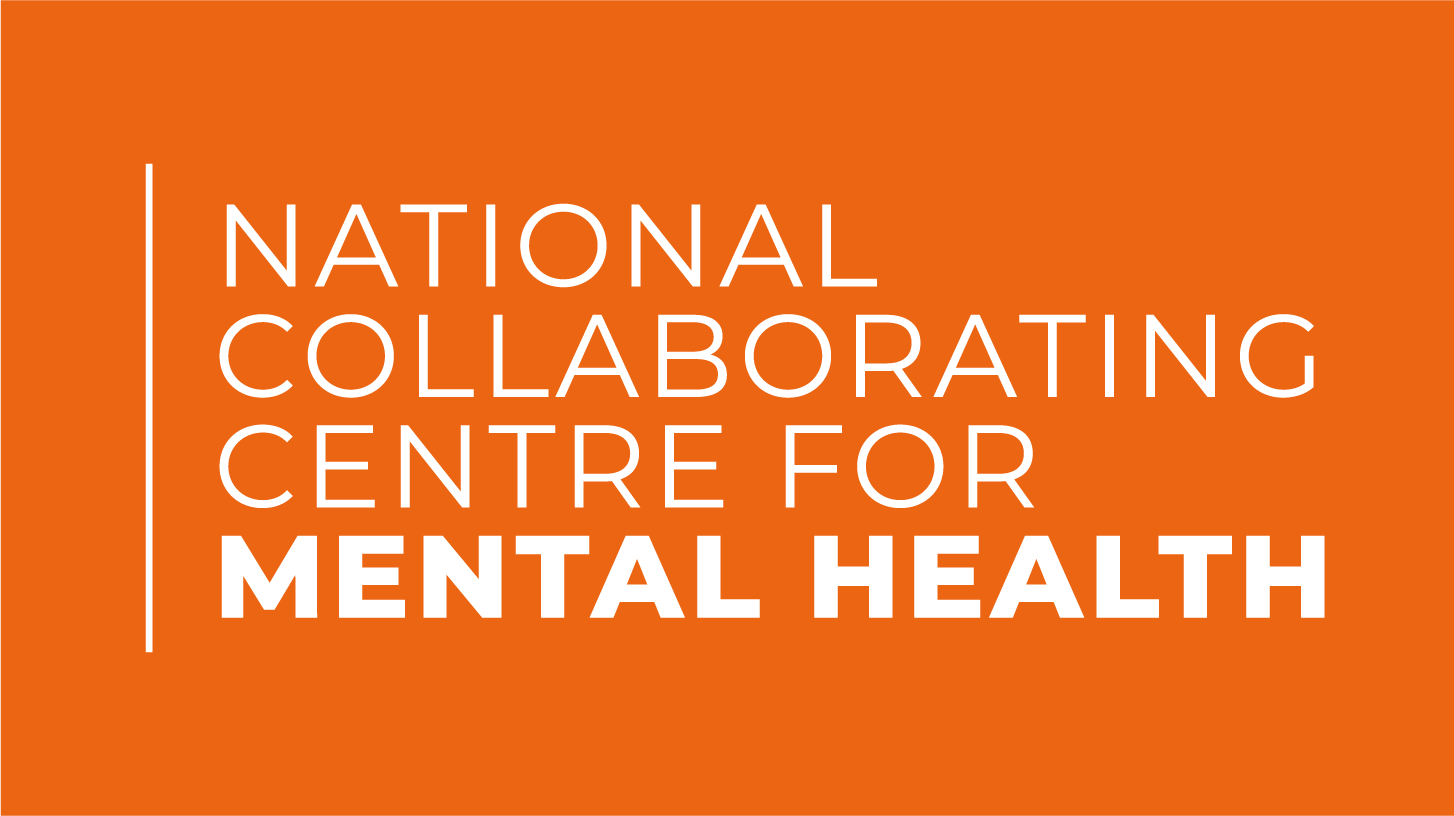 NATIONAL
COLLABORATING
CENTRE FOR
MENTAL HEALTH